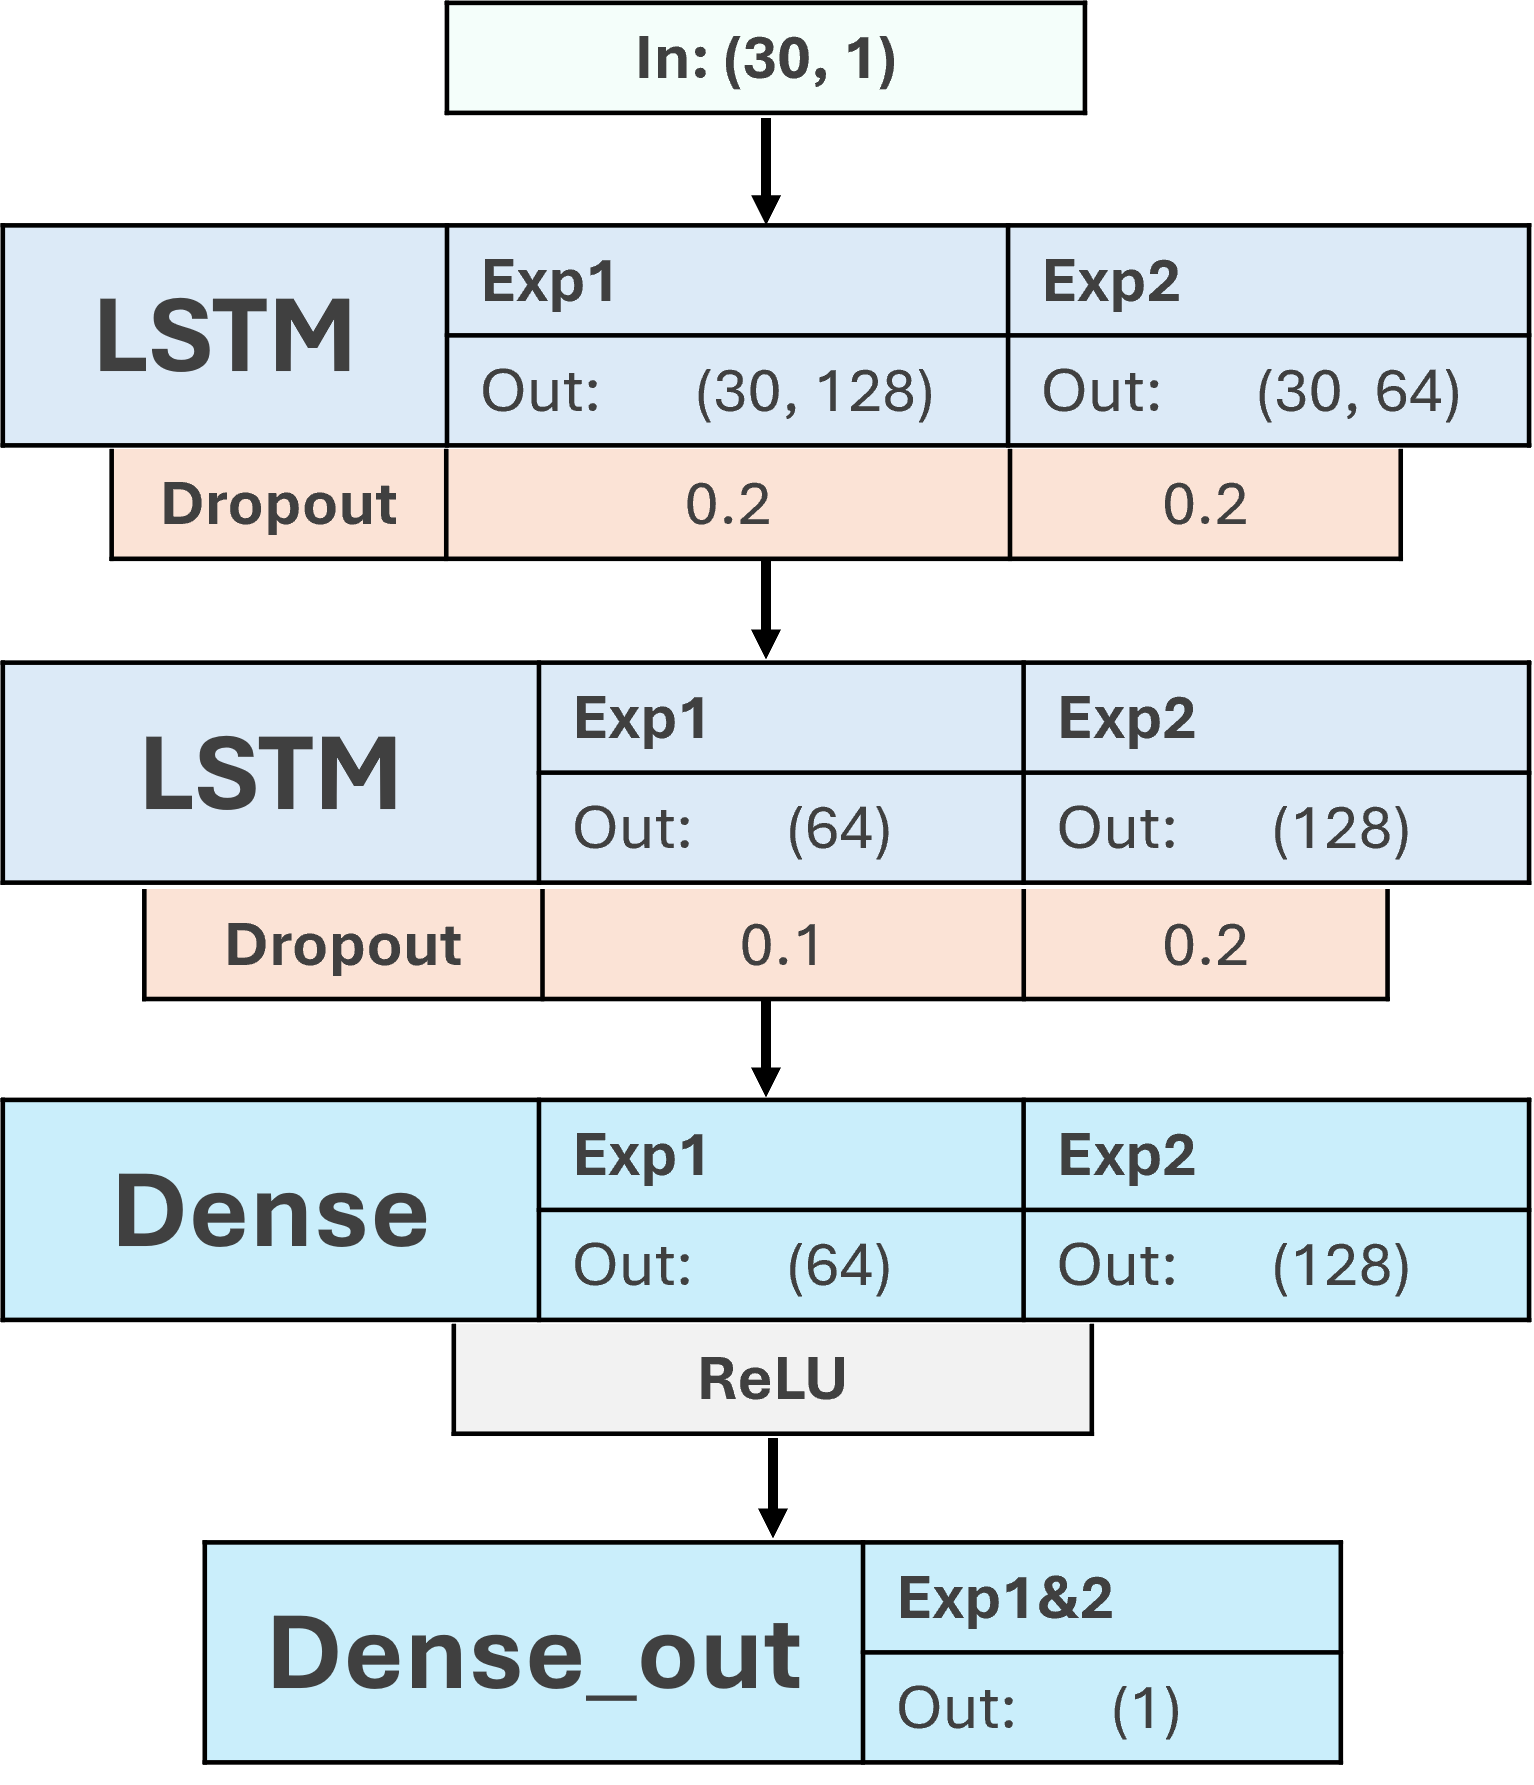 In: (30, 1)
LSTM
Exp1
Exp2
Out: (30, 128)
Out: (30, 64)
Dropout
0.2
0.2
LSTM
Exp1
Exp2
Out: (64)
Out: (128)
Dropout
0.1
0.2
Dense
Exp1
Exp2
Out: (64)
Out: (128)
ReLU
Dense_out
Exp1&2
Out: (1)